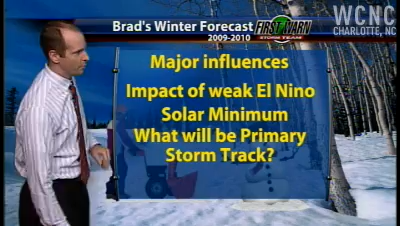 Brad's Winter Forecast
2009-2010
FIRST WARN
STORM TEAM
WCNC
CHARLOTTE, NC
Major influences
Impact of weak El Nino
Solar Minimum
What will be Primary
Storm Track?